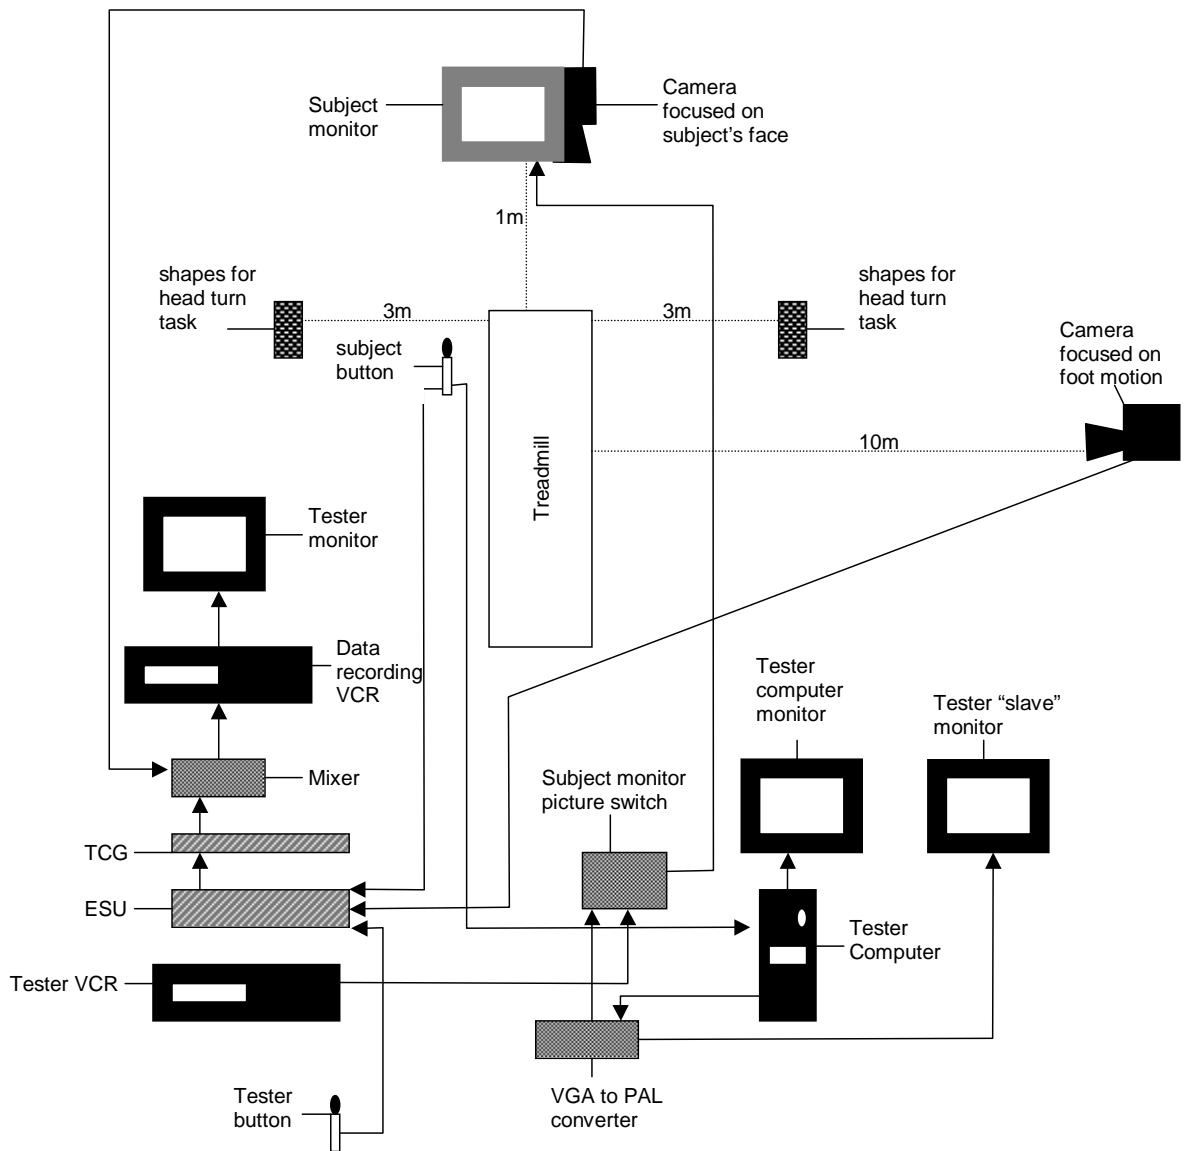 Subject
monitor
Camera
focused on
subject's face
1m
shapes for
head turn
task
3m
3m
shapes for
head turn
task
subject
button
Camera
focused on
foot motion
10m
Treadmill
Tester
monitor
Data
recording
VCR
Tester
computer
monitor
Tester “slave”
monitor
Mixer
Subject monitor
picture switch
TCG
ESU
Tester
Computer
Tester VCR
Tester
button
VGA to PAL
converter